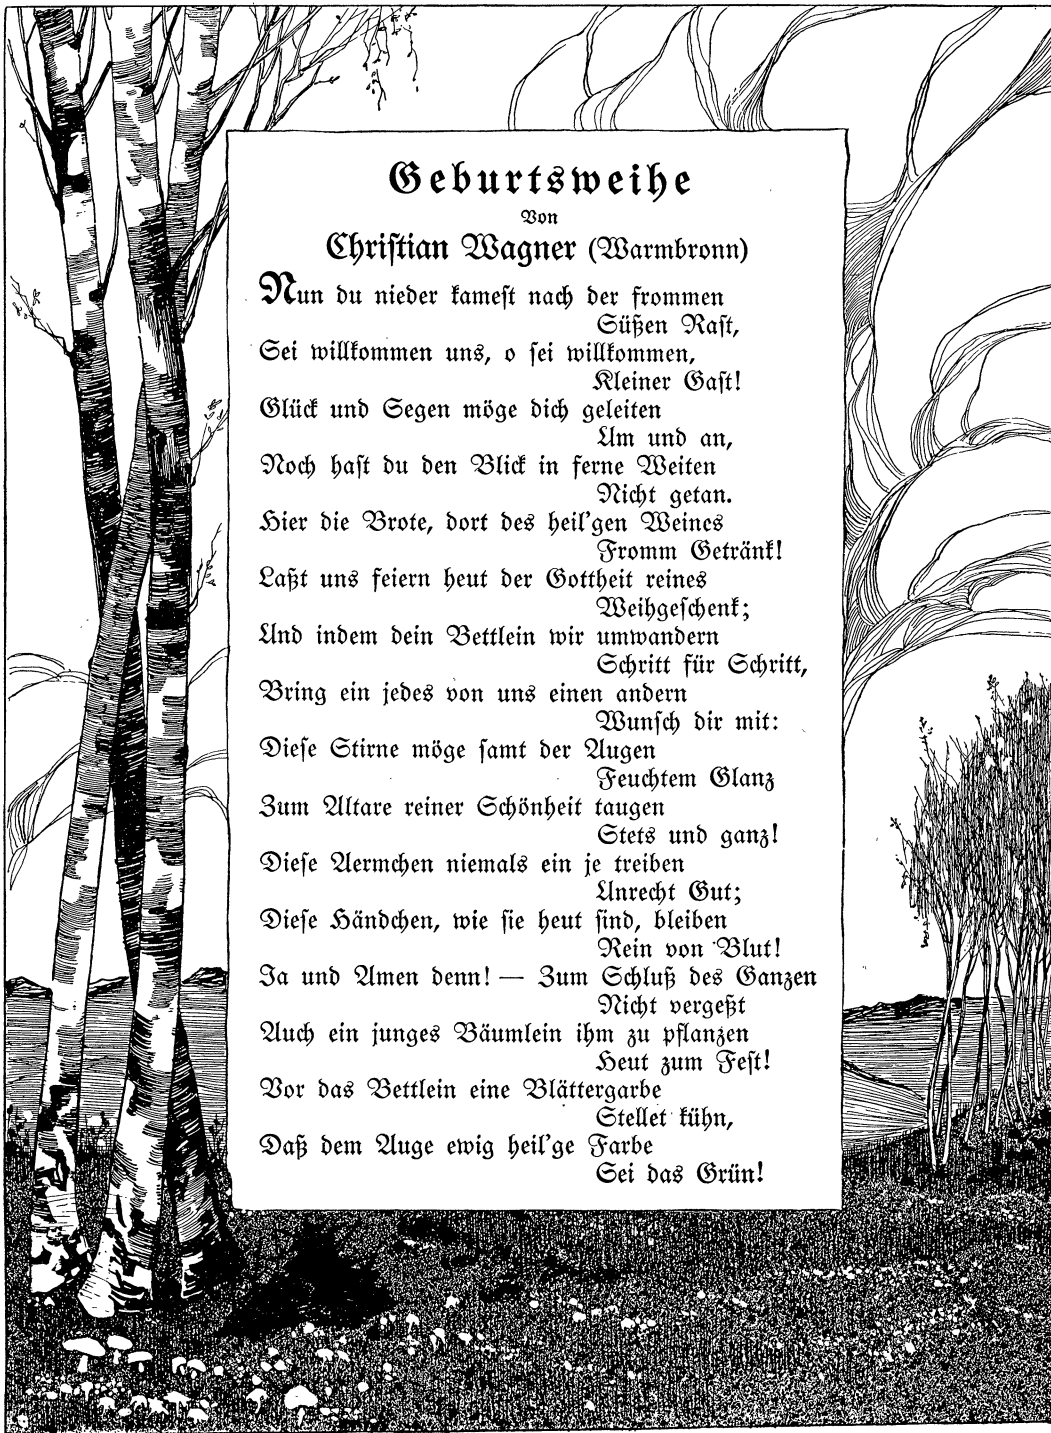 Geburtsweihe
Von
Christian Wagner (Warmbronn)
Nun du nieder kamest nach der frommen
Süßen Rast,
Sei willkommen uns, o sei willkommen,
Kleiner Gast!
Glück und Segen möge dich geleiten
Um und an,
Noch hast du den Blick in ferne Weiten
Nicht getan.
Hier die Brote, dort des heil'gen Weines
Fromm Getränk!
Laßt uns feiern heut der Gottheit reines
Weihgeschenk;
Und indem dein Bettlein wir umwandern
Schritt für Schritt,
Bring ein jedes von uns einen andern
Wunsch dir mit:
Diese Stirne möge samt der Augen
Feuchtem Glanz
Zum Altare reiner Schönheit taugen
Stets und ganz!
Diese Aermchen niemals ein je treiben
Unrecht Gut;
Diese Händchen, wie sie heut sind, bleiben
Rein von Blut!
Ja und Amen denn! — Zum Schluß des Ganzen
Nicht vergeßt
Auch ein junges Bäumlein ihm zu pflanzen
Heut zum Fest!
Vor das Bettlein eine Blättergarbe
Stellet kühn,
Daß dem Auge ewig heil'ge Farbe
Sei das Grün!